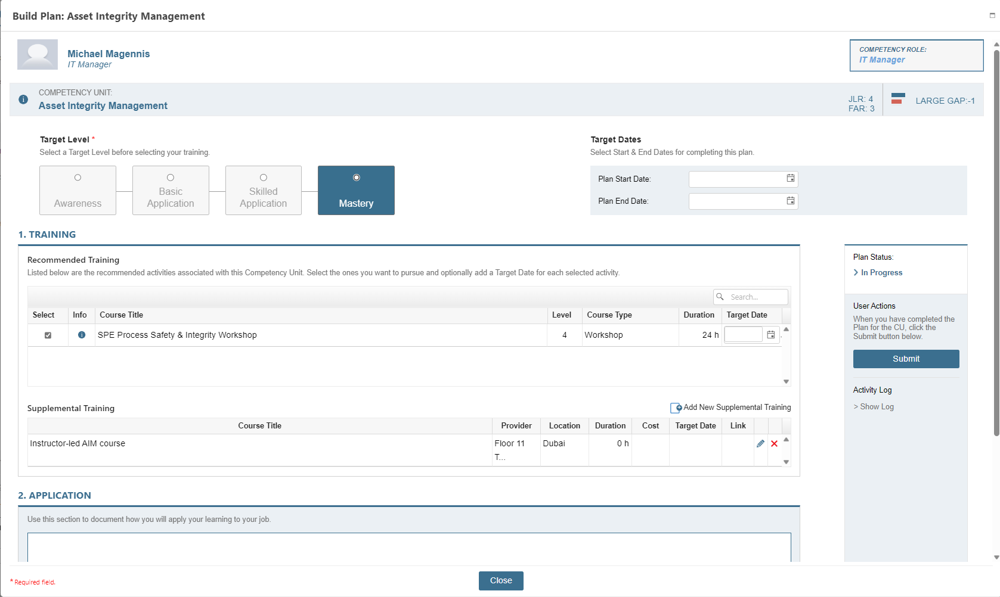 Build Plan: Asset Integrity Management
Michael Magennis
IT Manager
COMPETENCY ROLE:
IT Manager
COMPETENCY UNIT:
Asset Integrity Management
JLR: 4
FAR: 3
LARGE GAP:-1
Target Level *
Select a Target Level before selecting your training.
Awareness
Basic
Application
Skilled
Application
Mastery
Target Dates
Select Start & End Dates for completing this plan.
Plan Start Date:
Plan End Date:
1. TRAINING
Recommended Training
Listed below are the recommended activities associated with this Competency Unit. Select the ones you want to pursue and optionally add a Target Date for each selected activity.
Search...
Select Info Course Title Level Course Type Duration Target Date
SPE Process Safety & Integrity Workshop 4 Workshop 24 h
Supplemental Training
Add New Supplemental Training
Course Title Provider Location Duration Cost Target Date Link
Instructor-led AIM course Floor 11 Dubai 0 h
T...
2. APPLICATION
Use this section to document how you will apply your learning to your job.
Plan Status:
> In Progress
User Actions
When you have completed the
Plan for the CU, click the
Submit button below.
Submit
Activity Log
> Show Log
* Required field.
Close